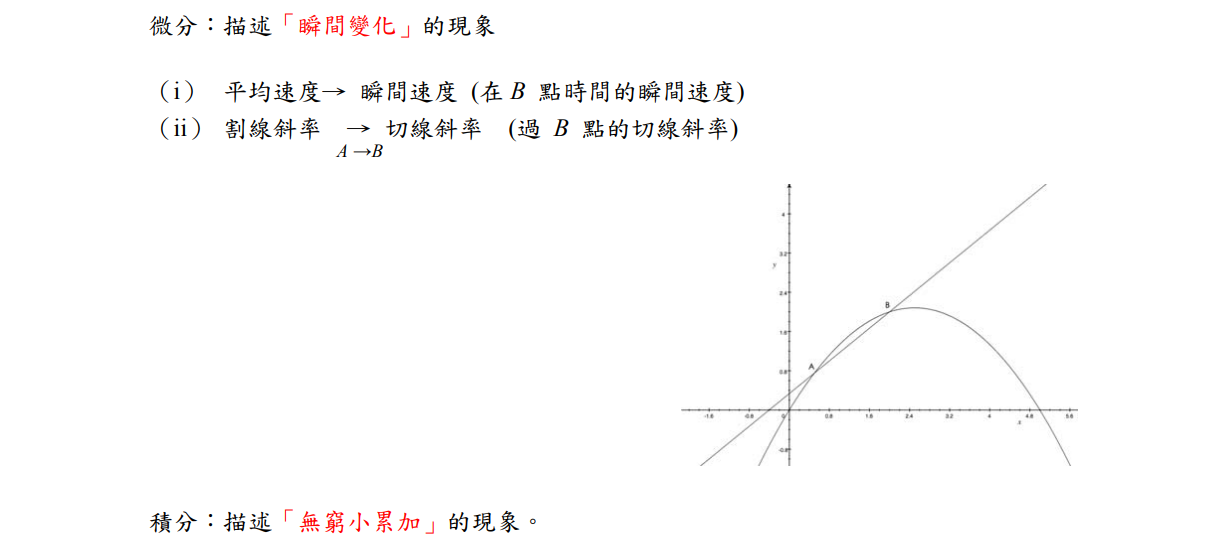 微分：描述「瞬間變化」的現象
（i） 平均速度→ 瞬間速度 (在 B 點時間的瞬間速度)
（ii） 割線斜率 → 切線斜率 (過 B 點的切線斜率)
A →B
4
3.2
y
2.4
B
1.6
A
0.8
-1.6 -0.8 0 0.8 1.6 2.4 3.2 4 4.8 5.6
x
-0.8
積分：描述「無窮小累加」的現象。